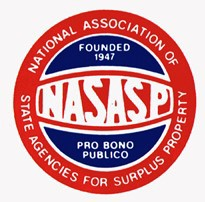 NATIONAL ASSOCIATION OF
STATE AGENCIES FOR SURPLUS PROPERTY
FOUNDED
1947
NASASP
PRO BONO
PUBLICO